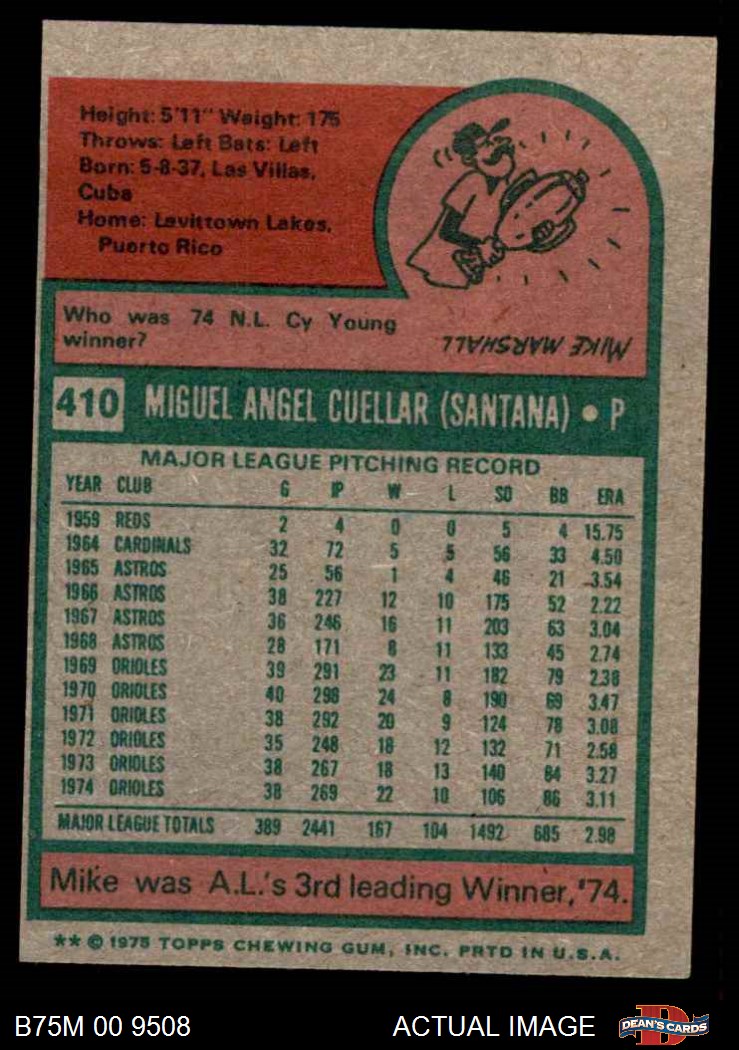 Height: 5'11" Weight: 175
Throws: Left Bats: Left
Born: 5-8-37, Las Villas,
Cuba
Home: Levittown Lakes,
Puerto Rico
Who was 74 N.L. Cy Young
winner?
MIKE MARSHALL
410 MIGUEL ANGEL CUELLAR (SANTANA) • P
MAJOR LEAGUE PITCHING RECORD
YEAR CLUB G IP W L SO BB ERA
1959 REDS 2 4 0 0 5 4 15.75
1964 CARDINALS 32 72 5 5 56 33 4.50
1965 ASTROS 25 56 1 4 46 21 3.54
1966 ASTROS 38 227 12 10 175 52 2.22
1967 ASTROS 36 246 16 11 203 63 3.04
1968 ASTROS 28 171 8 11 133 45 2.74
1969 ORIOLES 39 291 23 11 182 79 2.38
1970 ORIOLES 40 298 24 8 190 69 3.47
1971 ORIOLES 38 292 20 9 124 78 3.08
1972 ORIOLES 35 248 18 12 132 71 2.58
1973 ORIOLES 38 267 18 13 140 84 3.27
1974 ORIOLES 38 269 22 10 106 86 3.11
MAJOR LEAGUE TOTALS 389 2441 167 104 1492 685 2.98
Mike was A.L.'s 3rd leading Winner,'74.
** © 1975 TOPPS CHEWING GUM, INC. PRTD IN U.S.A.
B75M 00 9508 ACTUAL IMAGE
D
DEAN'S CARDS